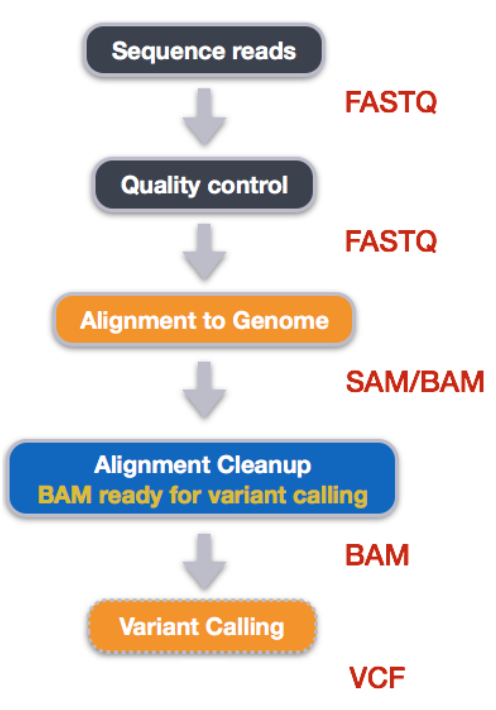 Sequence reads
FASTQ
Quality control
FASTQ
Alignment to Genome
SAM/BAM
Alignment Cleanup
BAM ready for variant calling
BAM
Variant Calling
VCF